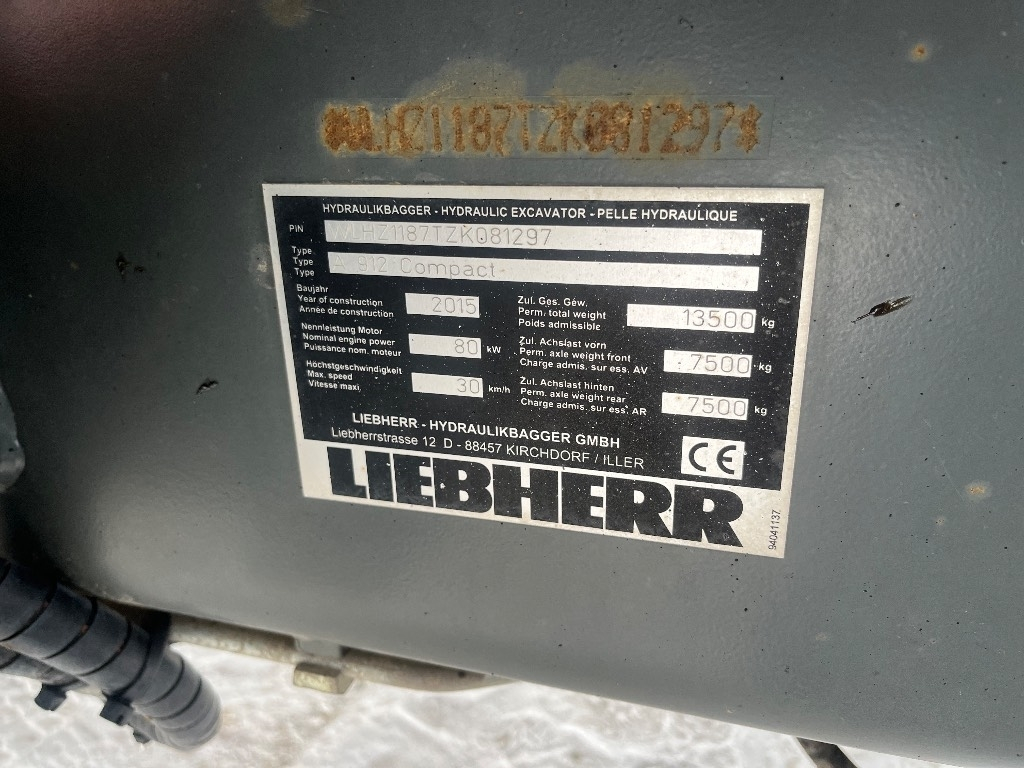 *WLHZ1187TZK081297*
HYDRAULIKBAGGER - HYDRAULIC EXCAVATOR - PELLE HYDRAULIQUE
PIN WLHZ1187TZK081297
Type
Type A 912 Compact
Type
Baujahr
Year of construction 2015
Année de construction
Zul. Ges. Gew.
Perm. total weight 13500 kg
Poids admissible
Nennleistung Motor
Nominal engine power 80 kW
Puissance nom. moteur
Zul. Achslast vorn
Perm. axle weight front 7500 kg
Charge admis. sur ess. AV
Höchstgeschwindigkeit
Max. speed 30 km/h
Vitesse maxi.
Zul. Achslast hinten
Perm. axle weight rear 7500 kg
Charge admis. sur ess. AR
LIEBHERR - HYDRAULIKBAGGER GMBH
Liebherrstrasse 12 D - 88457 KIRCHDORF / ILLER
CE
LIEBHERR
94041137